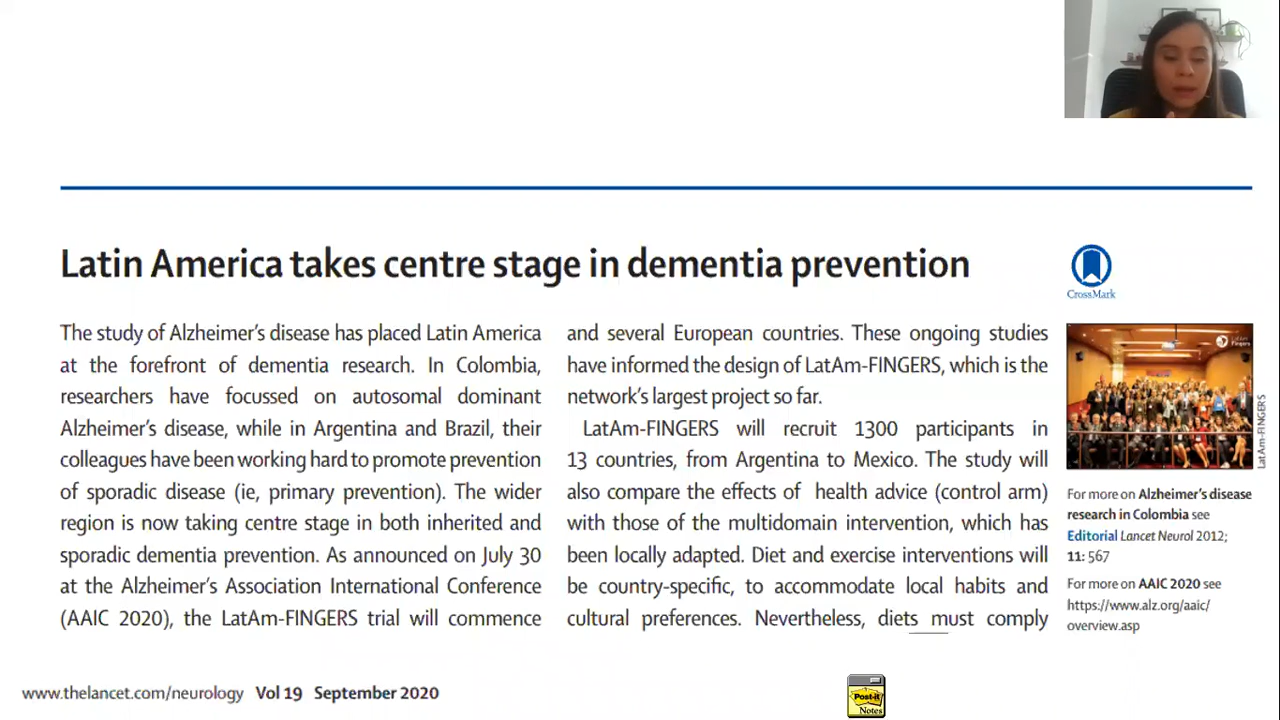 Latin America takes centre stage in dementia prevention
The study of Alzheimer's disease has placed Latin America
at the forefront of dementia research. In Colombia,
researchers have focussed on autosomal dominant
Alzheimer's disease, while in Argentina and Brazil, their
colleagues have been working hard to promote prevention
of sporadic disease (ie, primary prevention). The wider
region is now taking centre stage in both inherited and
sporadic dementia prevention. As announced on July 30
at the Alzheimer's Association International Conference
(AAIC 2020), the LatAm-FINGERS trial will commence
and several European countries. These ongoing studies
have informed the design of LatAm-FINGERS, which is the
network's largest project so far.
LatAm-FINGERS will recruit 1300 participants in
13 countries, from Argentina to Mexico. The study will
also compare the effects of health advice (control arm)
with those of the multidomain intervention, which has
been locally adapted. Diet and exercise interventions will
be country-specific, to accommodate local habits and
cultural preferences. Nevertheless, diets must comply
CrossMark
LatAm-FINGERS
For more on Alzheimer's disease
research in Colombia see
Editorial Lancet Neurol 2012;
11: 567
For more on AAIC 2020 see
https://www.alz.org/aaic/
overview.asp
www.thelancet.com/neurology Vol 19 September 2020
Post-it
Notes